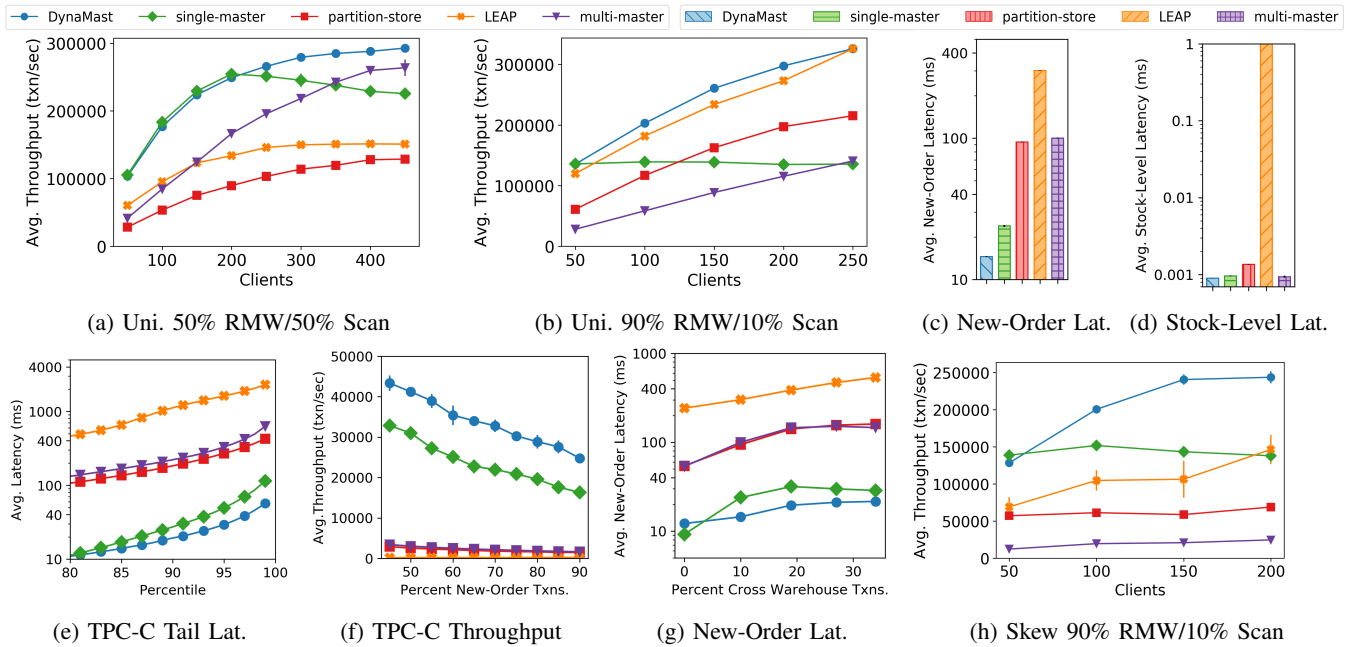 DynaMast single-master partition-store LEAP multi-master
DynaMast single-master partition-store LEAP multi-master
Avg. Throughput (txn/sec)
300000
200000
100000
0
100 200 300 400
Clients
(a) Uni. 50% RMW/50% Scan
Avg. Throughput (txn/sec)
300000
200000
100000
0
50 100 150 200 250
Clients
(b) Uni. 90% RMW/10% Scan
Avg. New-Order Latency (ms)
400
100
40
10
(c) New-Order Lat.
Avg. Stock-Level Latency (ms)
1
0.1
0.01
0.001
(d) Stock-Level Lat.
Avg. Latency (ms)
4000
1000
400
100
40
10
80 85 90 95 100
Percentile
(e) TPC-C Tail Lat.
Avg.Throughput (txn/sec)
50000
40000
30000
20000
10000
0
50 60 70 80 90
Percent New-Order Txns.
(f) TPC-C Throughput
Avg. New-Order Latency (ms)
1000
400
100
40
10
0 10 20 30
Percent Cross Warehouse Txns.
(g) New-Order Lat.
Avg. Throughput (txn/sec)
250000
200000
150000
100000
50000
0
50 100 150 200
Clients
(h) Skew 90% RMW/10% Scan